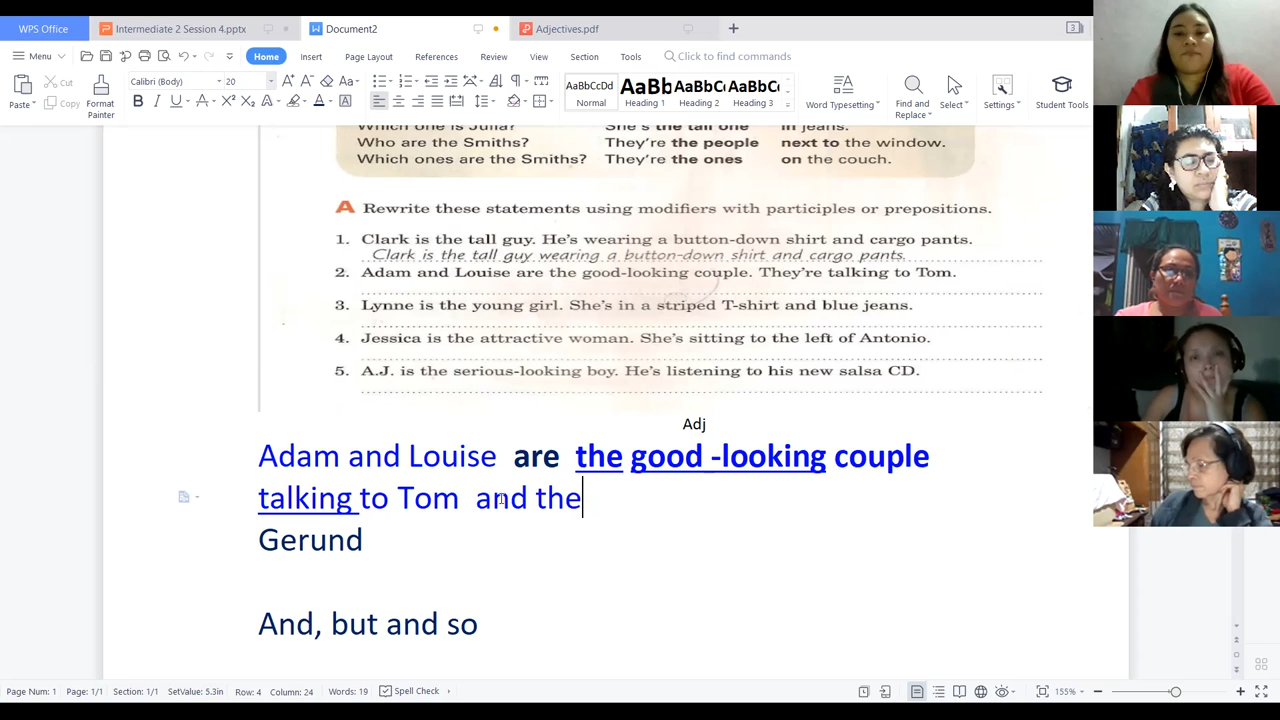 WPS Office Intermediate 2 Session 4.pptx Document2 Adjectives.pdf
Menu Home Insert Page Layout References Review View Section Tools Click to find commands
Paste Cut Copy Format Painter Calibri (Body) 20 AaBbCcDd Normal AaBb Heading 1 AaBbC Heading 2 AaBbC Heading 3 Word Typesetting Find and Replace Select Settings Student Tools
Which one is Julia? She's the tall one in jeans.
Who are the Smiths? They're the people next to the window.
Which ones are the Smiths? They're the ones on the couch.
A Rewrite these statements using modifiers with participles or prepositions.
1. Clark is the tall guy. He's wearing a button-down shirt and cargo pants.
Clark is the tall guy wearing a button-down shirt and cargo pants.
2. Adam and Louise are the good-looking couple. They're talking to Tom.
3. Lynne is the young girl. She's in a striped T-shirt and blue jeans.
4. Jessica is the attractive woman. She's sitting to the left of Antonio.
5. A.J. is the serious-looking boy. He's listening to his new salsa CD.
Adj
Adam and Louise are the good -looking couple
talking to Tom and the
Gerund
And, but and so
Page Num: 1 Page: 1/1 Section: 1/1 SetValue: 5.3in Row: 4 Column: 24 Words: 19 Spell Check 155%